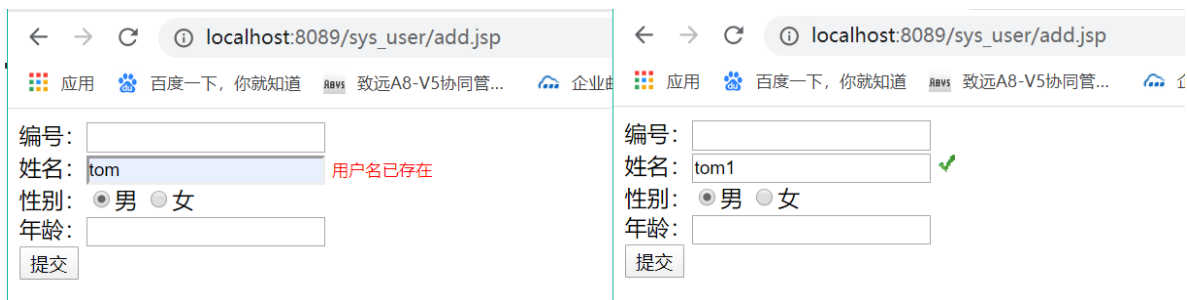 localhost:8089/sys_user/add.jsp
应用 百度一下，你就知道 A8VS 致远A8-V5协同管... 企业
编号：
姓名： tom 用户名已存在
性别： 男 女
年龄：
提交
localhost:8089/sys_user/add.jsp
应用 百度一下，你就知道 A8VS 致远A8-V5协同管...
编号：
姓名： tom1
性别： 男 女
年龄：
提交